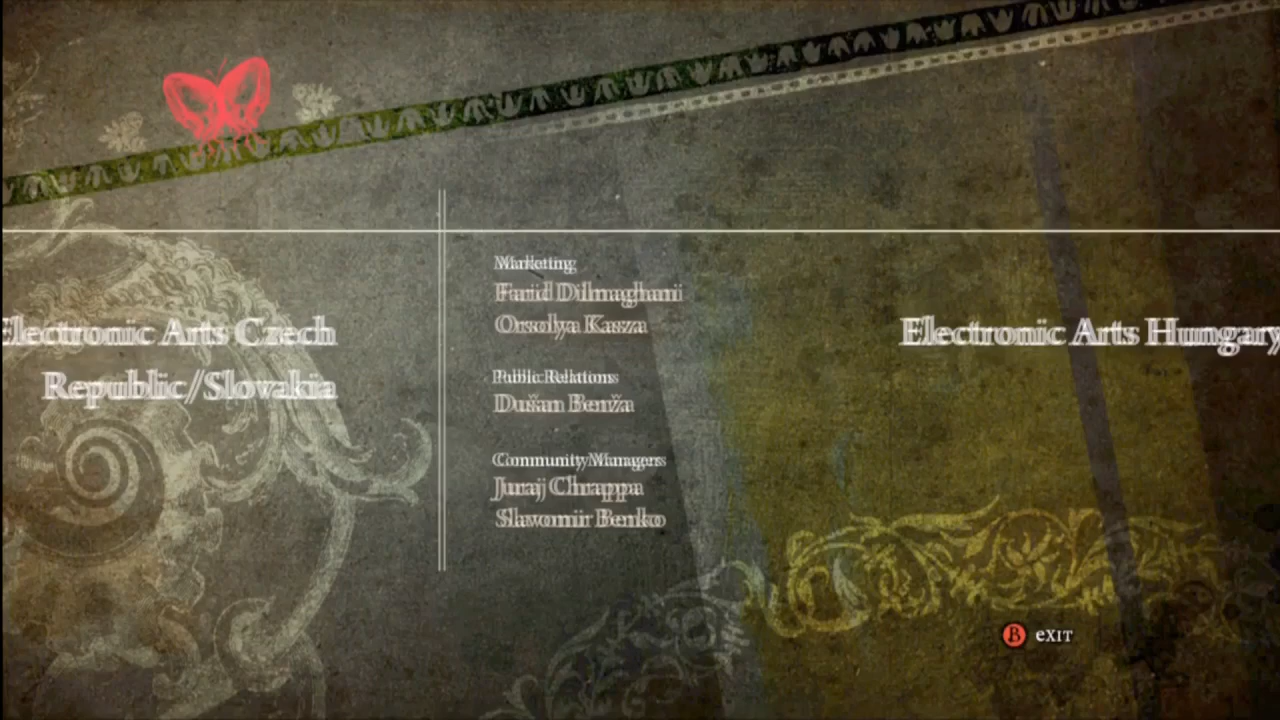 Electronic Arts Czech
Republic/Slovakia
Marketing
Farid Dilmaghani
Orsolya Kasza
Public Relations
Dušan Benža
Community Managers
Juraj Chrappa
Slavomir Benko
Electronic Arts Hungary
B eXIT